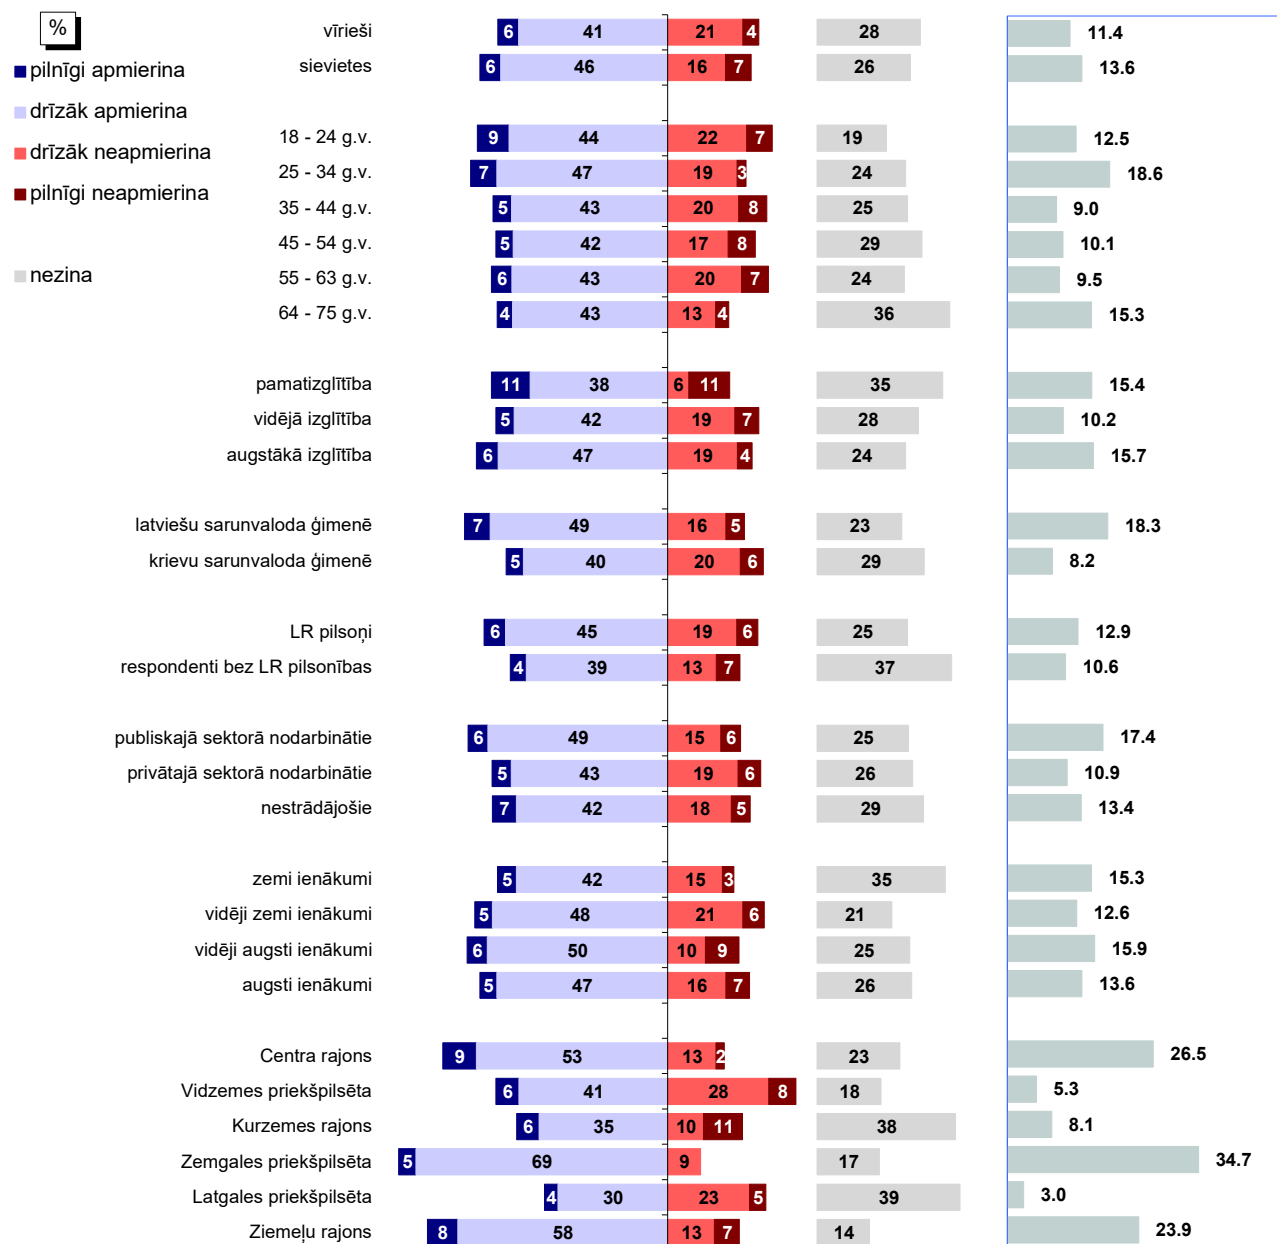 %
pilnīgi apmierina
drīzāk apmierina
drīzāk neapmierina
pilnīgi neapmierina
nezina
vīrieši 6 41 21 4 28 11.4
sievietes 6 46 16 7 26 13.6
18 - 24 g.v. 9 44 22 7 19 12.5
25 - 34 g.v. 7 47 19 3 24 18.6
35 - 44 g.v. 5 43 20 8 25 9.0
45 - 54 g.v. 5 42 17 8 29 10.1
55 - 63 g.v. 6 43 20 7 24 9.5
64 - 75 g.v. 4 43 13 4 36 15.3
pamatizglītība 11 38 6 11 35 15.4
vidējā izglītība 5 42 19 7 28 10.2
augstākā izglītība 6 47 19 4 24 15.7
latviešu sarunvaloda ģimenē 7 49 16 5 23 18.3
krievu sarunvaloda ģimenē 5 40 20 6 29 8.2
LR pilsoņi 6 45 19 6 25 12.9
respondenti bez LR pilsonības 4 39 13 7 37 10.6
publiskajā sektorā nodarbinātie 6 49 15 6 25 17.4
privātajā sektorā nodarbinātie 5 43 19 6 26 10.9
nestrādājošie 7 42 18 5 29 13.4
zemi ienākumi 5 42 15 3 35 15.3
vidēji zemi ienākumi 5 48 21 6 21 12.6
vidēji augsti ienākumi 6 50 10 9 25 15.9
augsti ienākumi 5 47 16 7 26 13.6
Centra rajons 9 53 13 2 23 26.5
Vidzemes priekšpilsēta 6 41 28 8 18 5.3
Kurzemes rajons 6 35 10 11 38 8.1
Zemgales priekšpilsēta 5 69 9 17 34.7
Latgales priekšpilsēta 4 30 23 5 39 3.0
Ziemeļu rajons 8 58 13 7 14 23.9